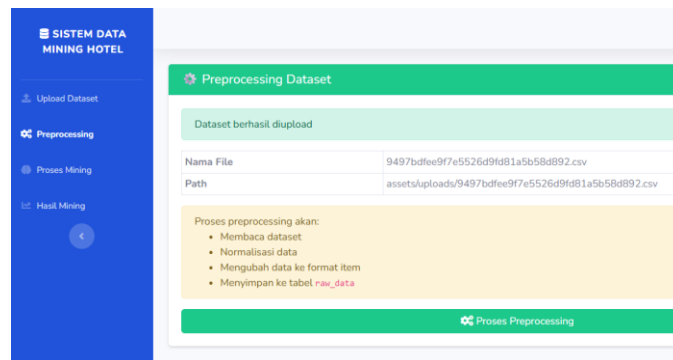 SISTEM DATA
MINING HOTEL
Upload Dataset
Preprocessing
Proses Mining
Hasil Mining
Preprocessing Dataset
Dataset berhasil diupload
Nama File 9497bdfee9f7e5526d9fd81a5b58d892.csv
Path assets/uploads/9497bdfee9f7e5526d9fd81a5b58d892.csv
Proses preprocessing akan:
• Membaca dataset
• Normalisasi data
• Mengubah data ke format item
• Menyimpan ke tabel raw_data
Proses Preprocessing